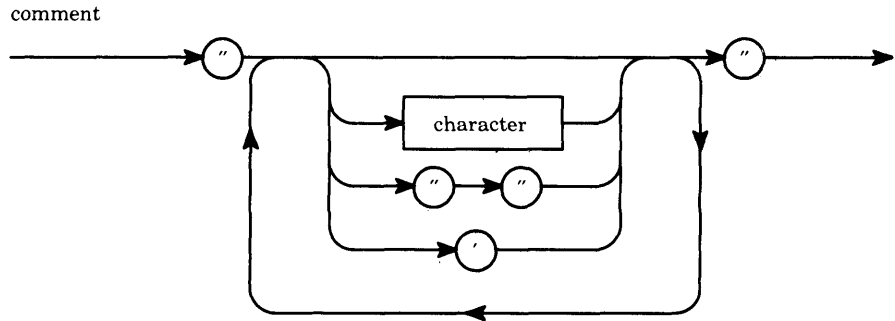 comment
" "
character
" "
'